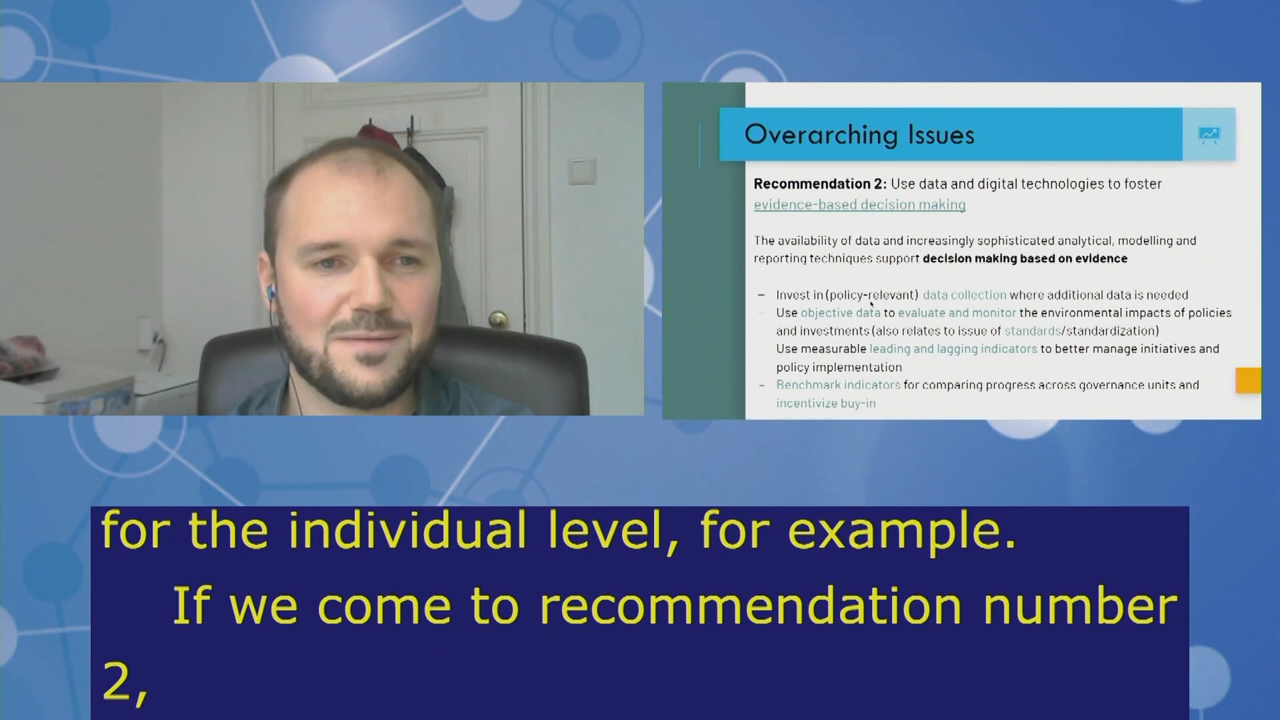 Overarching Issues
Recommendation 2: Use data and digital technologies to foster
evidence-based decision making
The availability of data and increasingly sophisticated analytical, modelling and
reporting techniques support decision making based on evidence
– Invest in (policy-relevant) data collection where additional data is needed
– Use objective data to evaluate and monitor the environmental impacts of policies
and investments (also relates to issue of standards/standardization)
Use measurable leading and lagging indicators to better manage initiatives and
policy implementation
– Benchmark indicators for comparing progress across governance units and
incentivize buy-in
for the individual level, for example.
If we come to recommendation number
2,